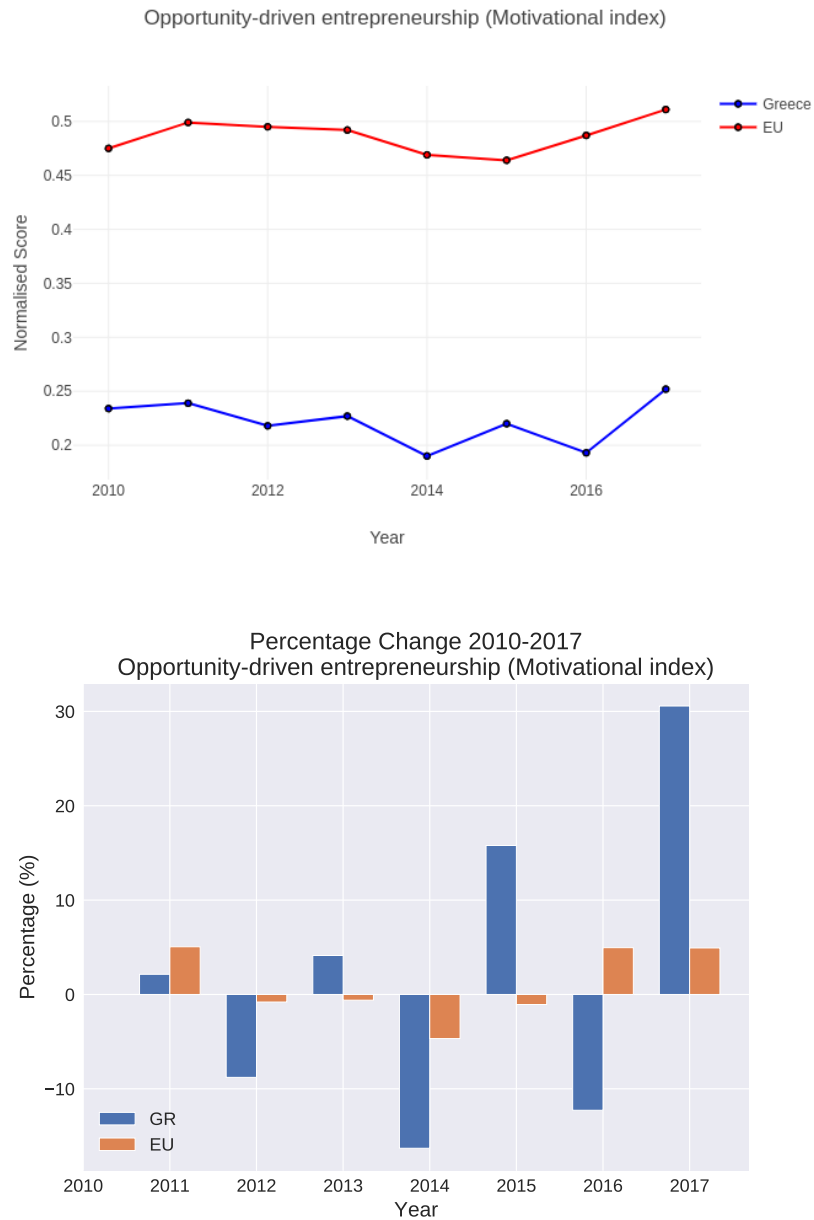 Opportunity-driven entrepreneurship (Motivational index)
Greece
EU
0.5
0.45
0.4
0.35
0.3
0.25
0.2
Normalised Score
2010 2012 2014 2016
Year
Percentage Change 2010-2017
Opportunity-driven entrepreneurship (Motivational index)
30
20
10
0
−10
Percentage (%)
GR
EU
2010 2011 2012 2013 2014 2015 2016 2017
Year